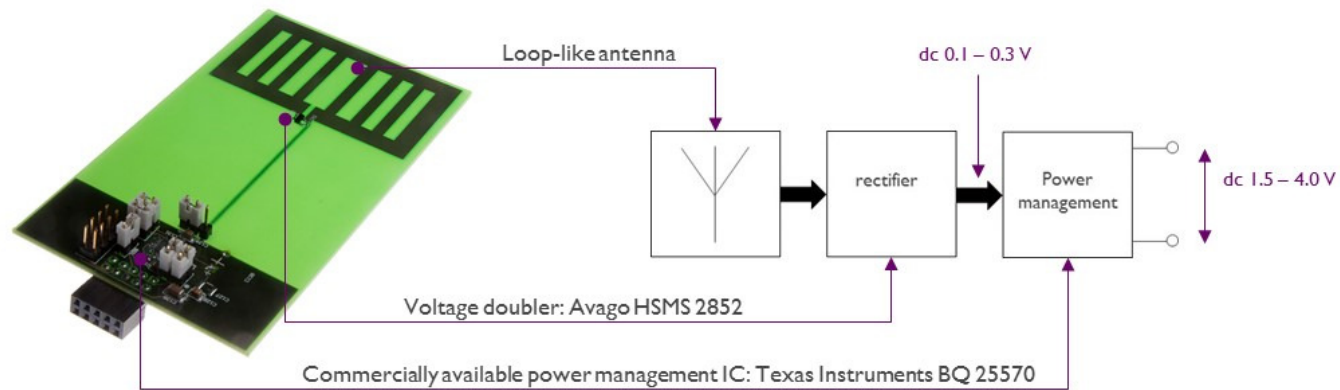 Loop-like antenna
dc 0.1 – 0.3 V
rectifier
Power
management
dc 1.5 – 4.0 V
Voltage doubler: Avago HSMS 2852
Commercially available power management IC: Texas Instruments BQ 25570